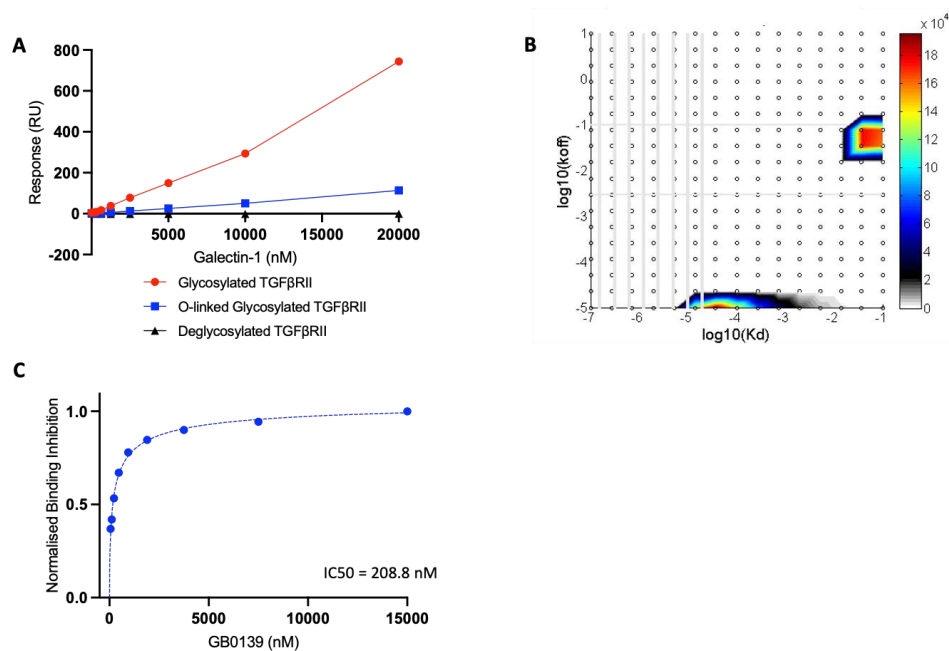 A
Response (RU)
800
600
400
200
0
-200
5000
10000
15000
20000
Galectin-1 (nM)
Glycosylated TGFβRII
O-linked Glycosylated TGFβRII
Deglycosylated TGFβRII
B
log10(koff)
1
0
-1
-2
-3
-4
-5
-7
-6
-5
-4
-3
-2
-1
log10(Kd)
x 10⁴
18
16
14
12
10
8
6
4
2
0
C
Normalised Binding Inhibition
1.0
0.5
0.0
0
5000
10000
15000
IC50 = 208.8 nM
GB0139 (nM)